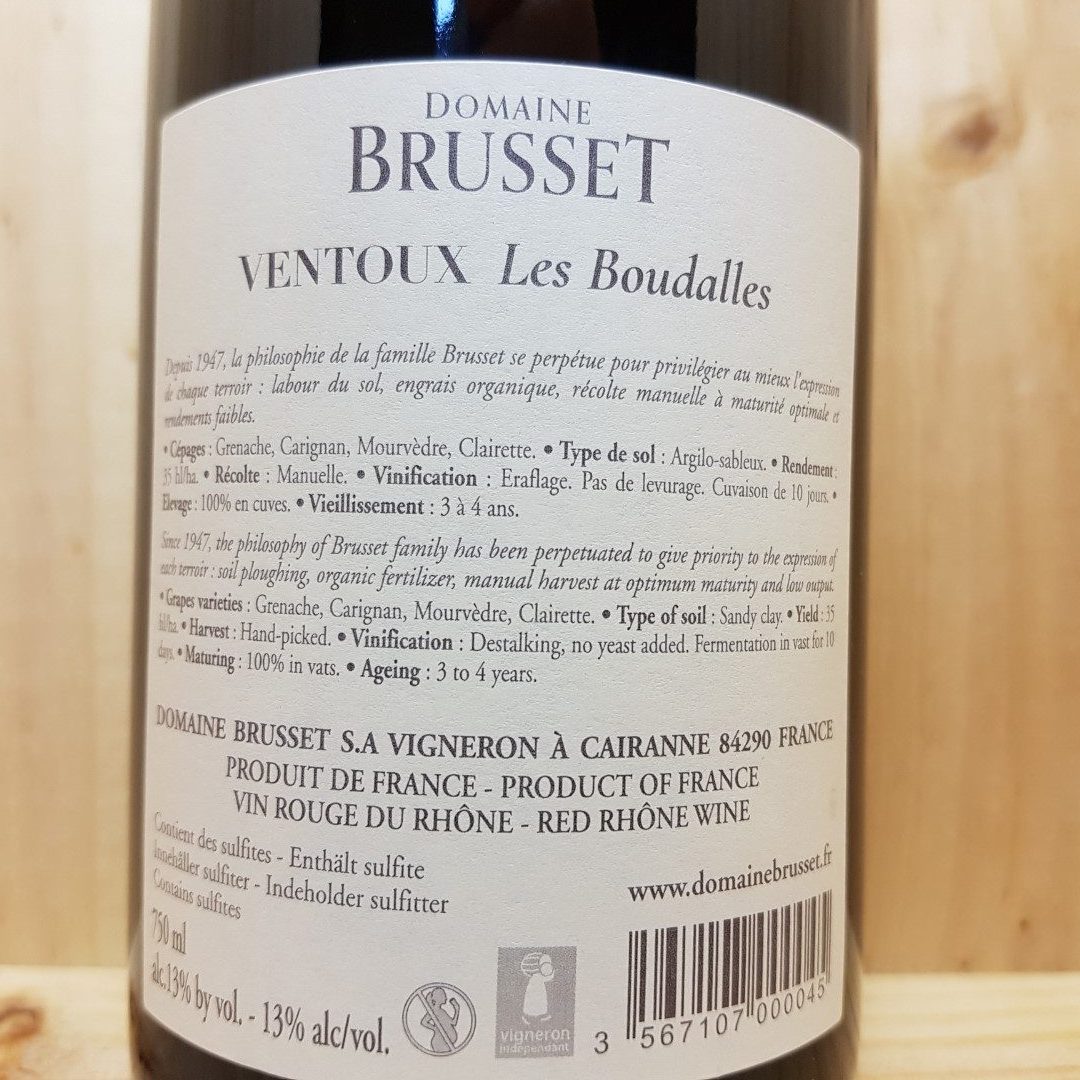 DOMAINE
BRUSSET
VENTOUX Les Boudalles
Depuis 1947, la philosophie de la famille Brusset se perpétue pour privilégier au mieux l'expression
de chaque terroir : labour du sol, engrais organique, récolte manuelle à maturité optimale et
rendements faibles.
• Cépages : Grenache, Carignan, Mourvèdre, Clairette. • Type de sol : Argilo-sableux. • Rendement :
35 hl/ha. • Récolte : Manuelle. • Vinification : Eraflage. Pas de levurage. Cuvaison de 10 jours. •
Elevage : 100% en cuves. • Vieillissement : 3 à 4 ans.
Since 1947, the philosophy of Brusset family has been perpetuated to give priority to the expression of
each terroir : soil ploughing, organic fertilizer, manual harvest at optimum maturity and low output.
• Grapes varieties : Grenache, Carignan, Mourvèdre, Clairette. • Type of soil : Sandy clay. • Yield : 35
hl/ha. • Harvest : Hand-picked. • Vinification : Destalking, no yeast added. Fermentation in vast for 10
days. • Maturing : 100% in vats. • Ageing : 3 to 4 years.
DOMAINE BRUSSET S.A VIGNERON À CAIRANNE 84290 FRANCE
PRODUIT DE FRANCE - PRODUCT OF FRANCE
VIN ROUGE DU RHÔNE - RED RHÔNE WINE
Contient des sulfites - Enthält sulfite
Innehåller sulfiter - Indeholder sulfitter
Contains sulfites
www.domainebrusset.fr
750 ml
alc.13% by vol. - 13% alc/vol.
vigneron
indépendant
3 567107 000045